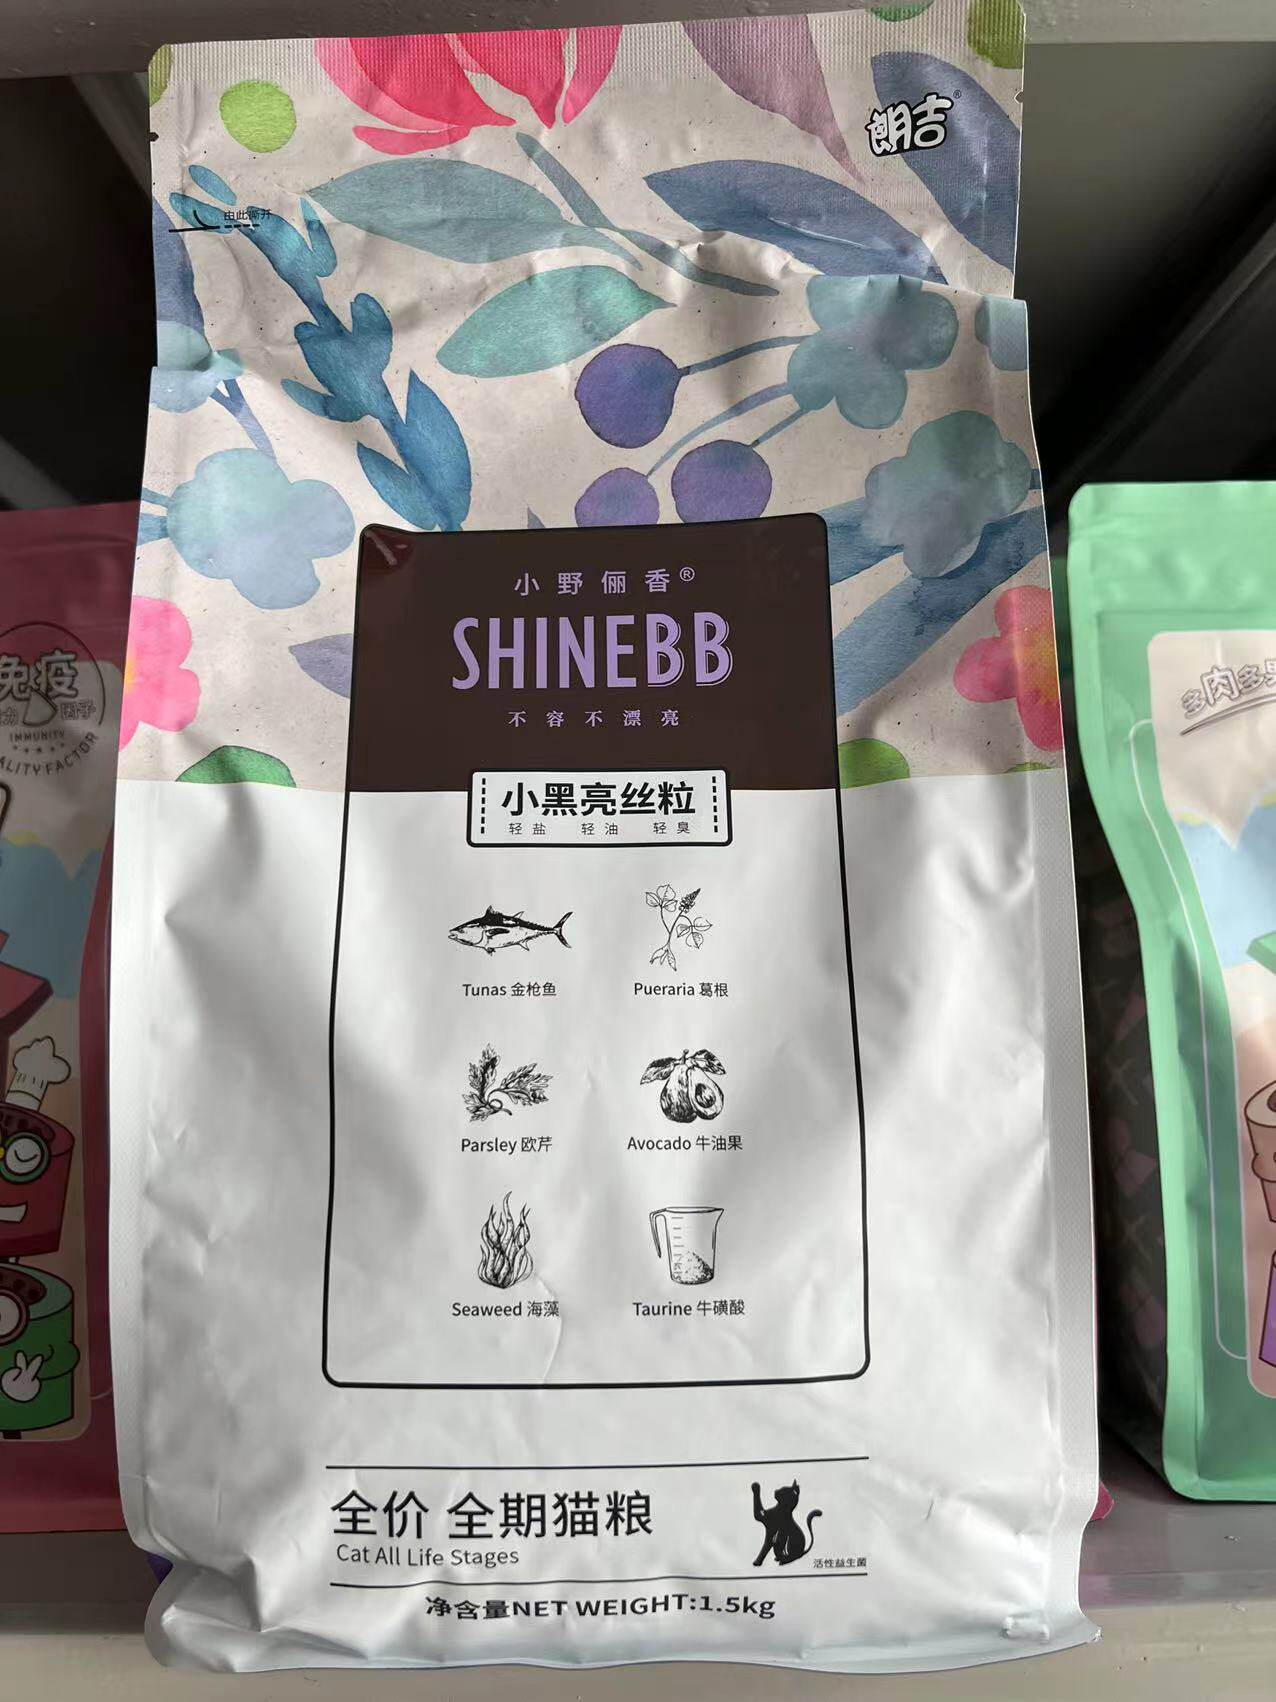 朗吉®
由此撕开
小野俪香®
SHINEBB
不容不漂亮
小黑亮丝粒
轻盐 轻油 轻臭
Tunas 金枪鱼
Pueraria 葛根
Parsley 欧芹
Avocado 牛油果
Seaweed 海藻
Taurine 牛磺酸
全价 全期猫粮
Cat All Life Stages
活性益生菌
净含量NET WEIGHT:1.5kg
免疫
因子
IMMUNITY
FACTOR
多肉多